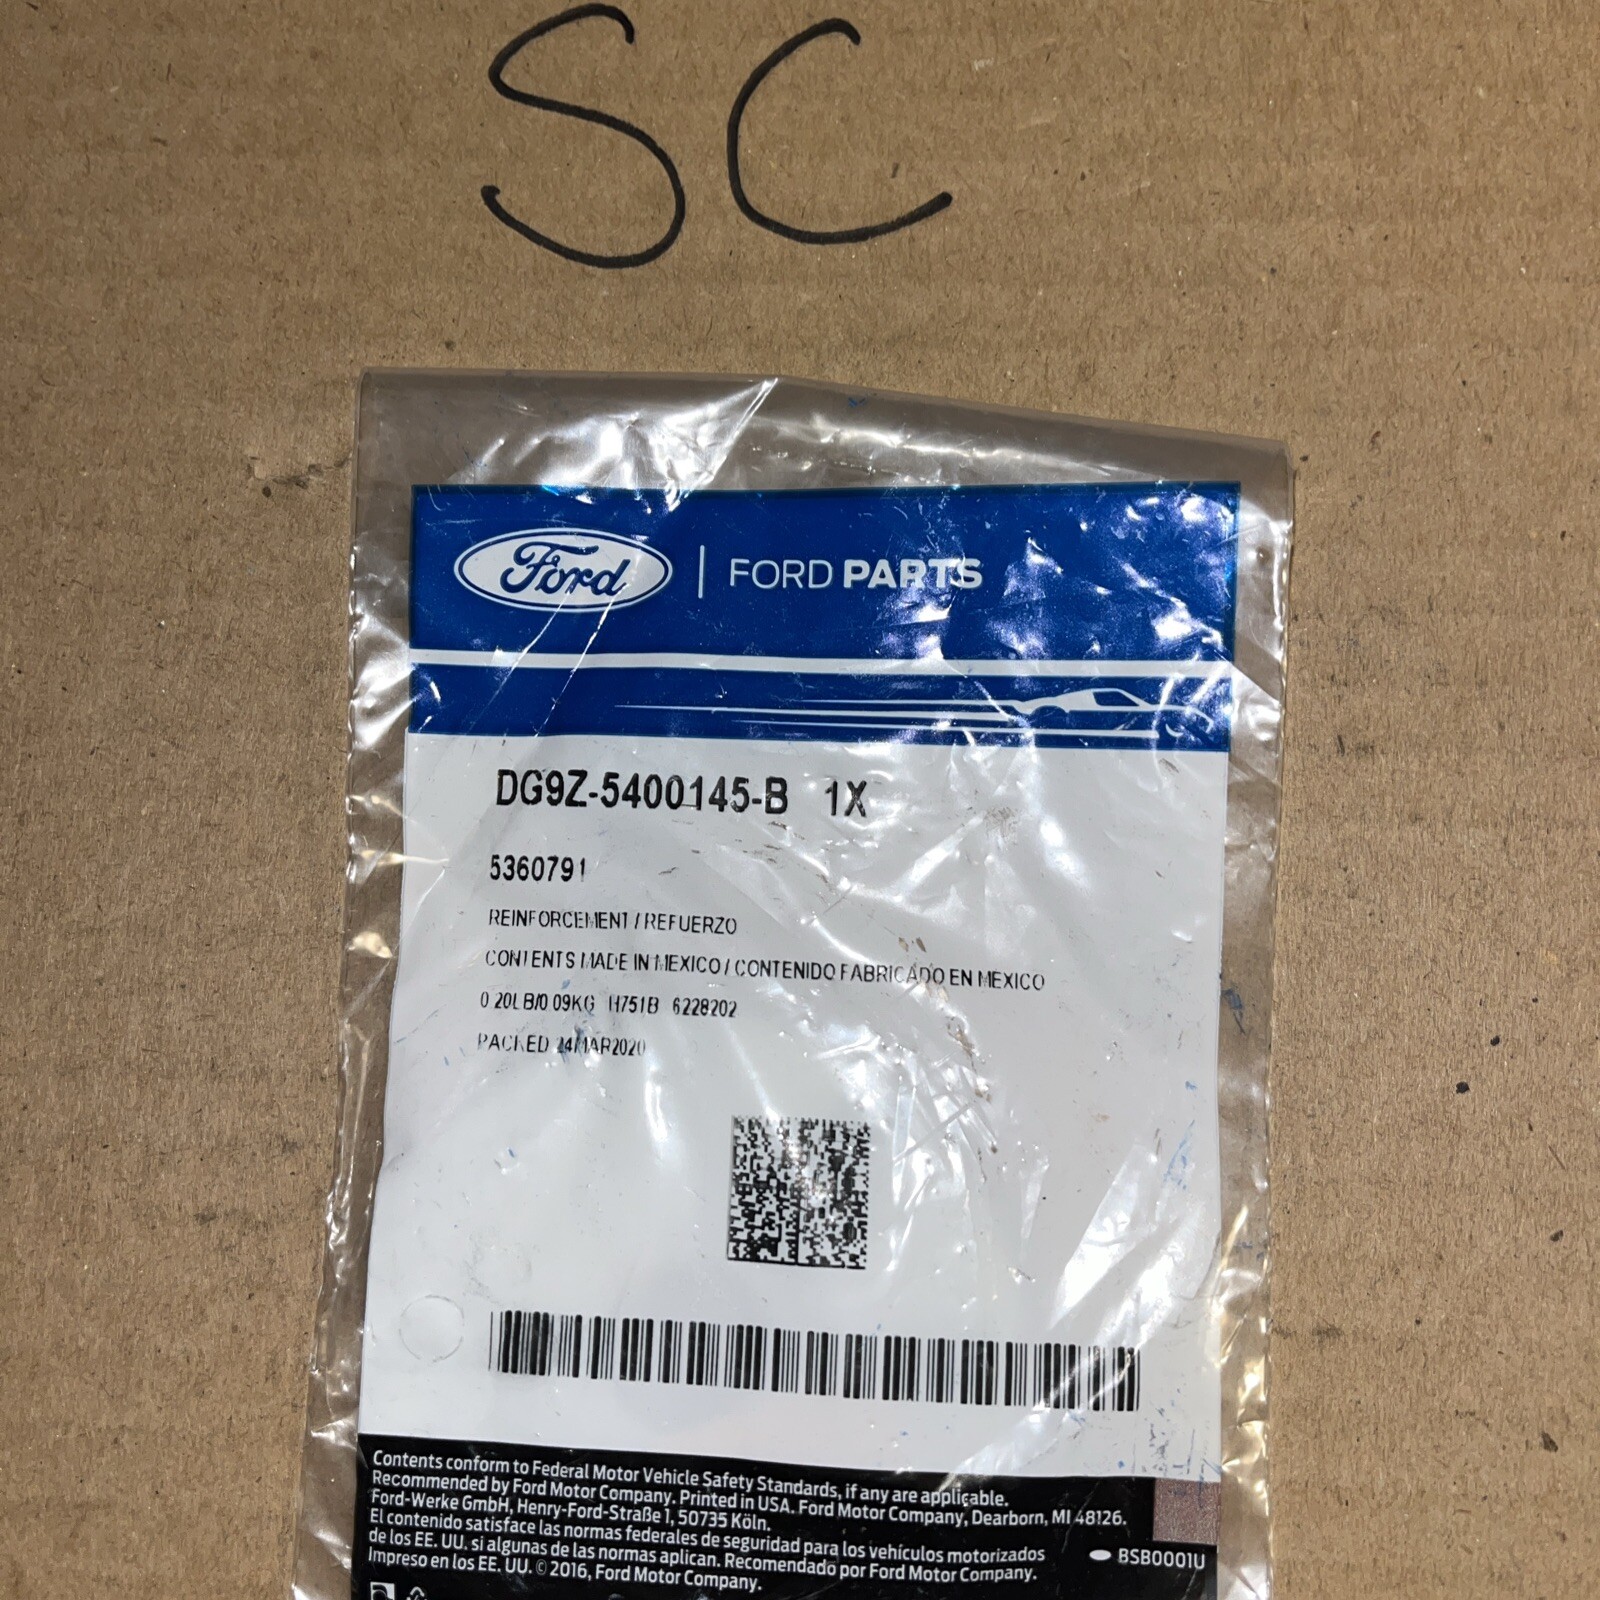 SC
Ford | FORD PARTS
DG9Z-5400145-B 1X
5360791
REINFORCEMENT / REFUERZO
CONTENTS MADE IN MEXICO / CONTENIDO FABRICADO EN MEXICO
0.20LB/0.09KG H751B 6228202
PACKED 24MAR2020
Contents conform to Federal Motor Vehicle Safety Standards, if any are applicable.
Recommended by Ford Motor Company. Printed in USA. Ford Motor Company, Dearborn, MI 48126.
Ford-Werke GmbH, Henry-Ford-Straße 1, 50735 Köln.
El contenido satisface las normas federales de seguridad para los vehículos motorizados
de los EE. UU. si algunas de las normas aplican. Recomendado por Ford Motor Company.
Impreso en los EE. UU. © 2016, Ford Motor Company.
BSB0001U